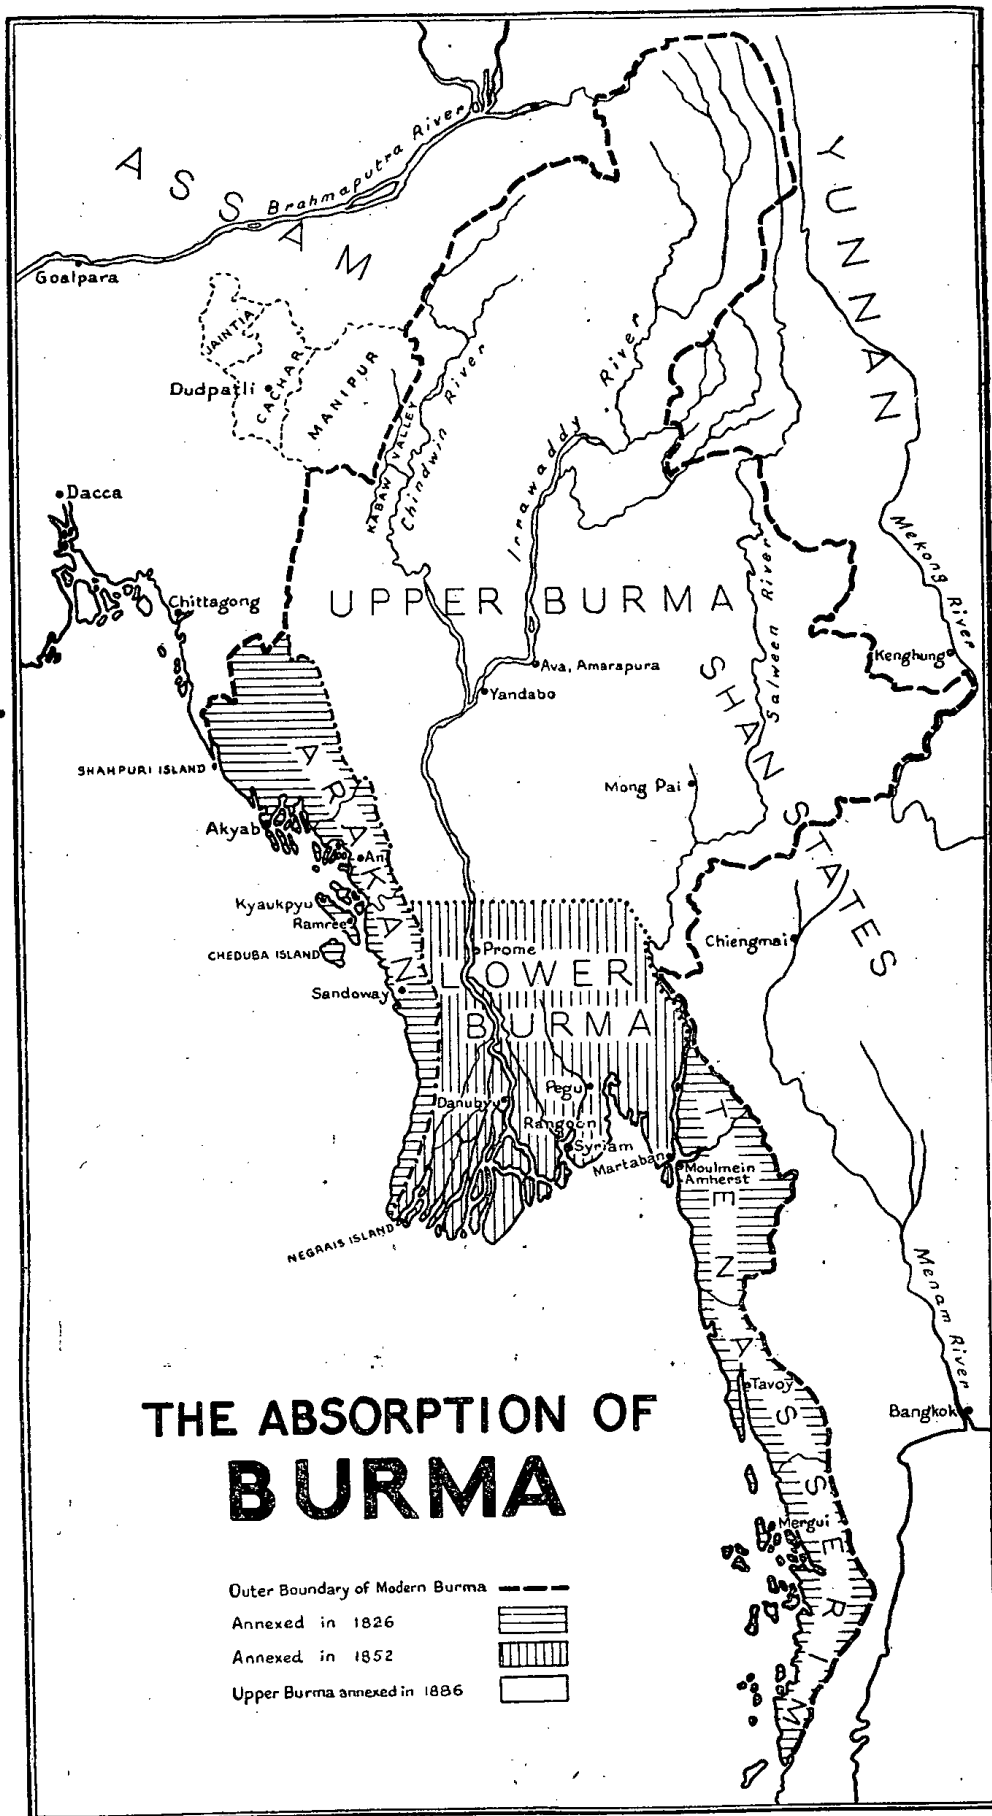 ASSAM
Brahmaputra River
YUNNAN
Goalpara
JAINTIA
CACHAR
Dudpatli
MANIPUR
KABAW VALLEY
Chindwin River
Irrawaddy River
Dacca
Mekong River
Chittagong
UPPER BURMA
Salween River
Kenghung
Ava, Amarapura
Yandabo
SHAN STATES
SHAHPURI ISLAND
Mong Pai
ARAKAN
Akyab
An
Kyaukpyu
Ramree
CHEDUBA ISLAND
Chiengmai
Prome
LOWER
BURMA
Sandoway
Pegu
Danubyu
Rangoon
Syriam
Martaban
Moulmein
Amherst
NEGRAIS ISLAND
TENASSERIM
Menam River
Tavoy
Bangkok
Mergui
THE ABSORPTION OF
BURMA
Outer Boundary of Modern Burma
Annexed in 1826
Annexed in 1852
Upper Burma annexed in 1886